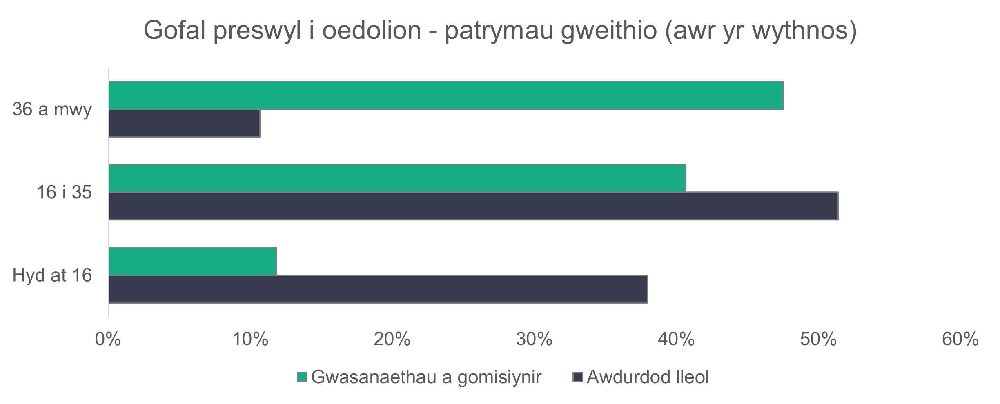 Gofal preswyl i oedolion - patrymau gweithio (awr yr wythnos)
36 a mwy
16 i 35
Hyd at 16
0% 10% 20% 30% 40% 50% 60%
Gwasanaethau a gomisiynir Awdurdod lleol